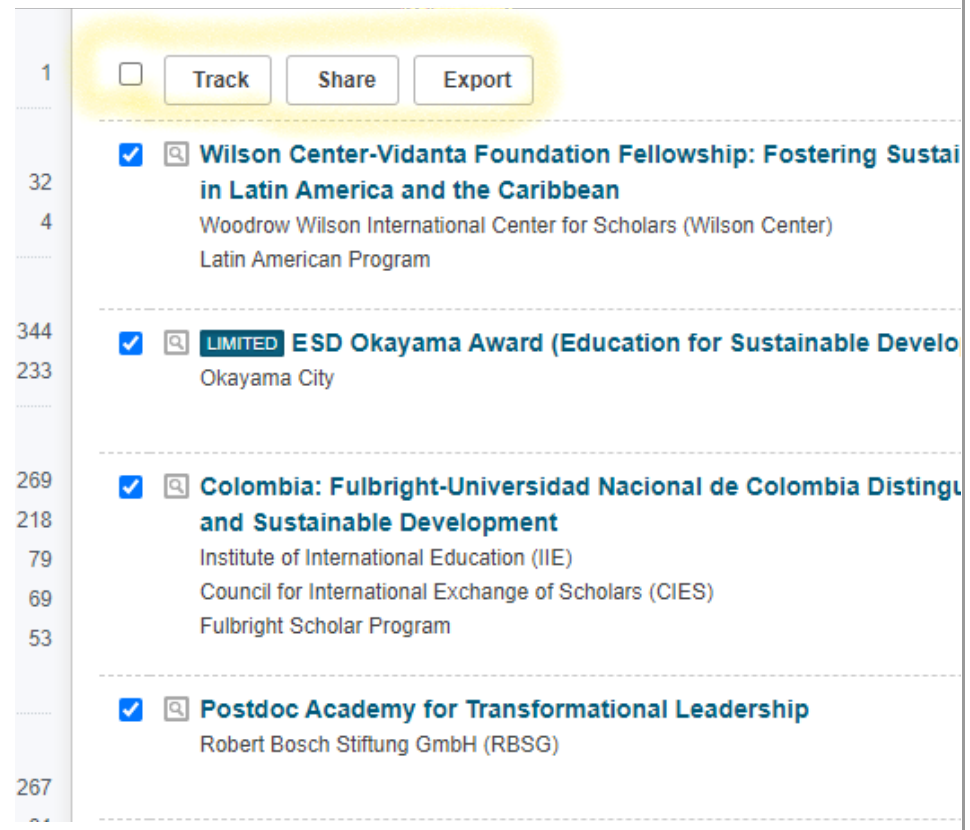 1
Track Share Export
Wilson Center-Vidanta Foundation Fellowship: Fostering
32
in Latin America and the Caribbean
4
Woodrow Wilson International Center for Scholars (Wilson Center)
Latin American Program
344
LIMITED ESD Okayama Award (Education for Sustainable
233
Okayama City
269
Colombia: Fulbright-Universidad Nacional de Colombia
218
and Sustainable Development
79
Institute of International Education (IIE)
69
Council for International Exchange of Scholars (CIES)
53
Fulbright Scholar Program
Postdoc Academy for Transformational Leadership
Robert Bosch Stiftung GmbH (RBSG)
267